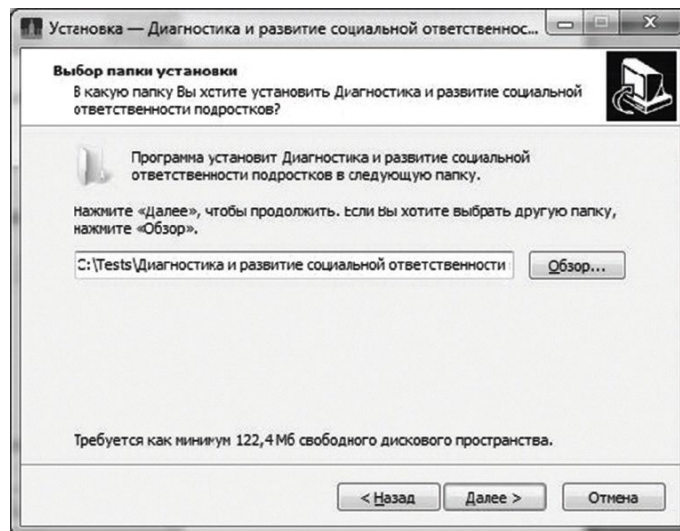 Установка — Диагностика и развитие социальной ответственнос...
Выбор папки установки
В какую папку Вы хотите установить Диагностика и развитие социальной
ответственности подростков?
Программа установит Диагностика и развитие социальной
ответственности подростков в следующую папку.
Нажмите «Далее», чтобы продолжить. Если Вы хотите выбрать другую папку,
нажмите «Обзор».
C:\Tests\Диагностика и развитие социальной ответственности
Обзор...
Требуется как минимум 122,4 Мб свободного дискового пространства.
< Назад
Далее >
Отмена